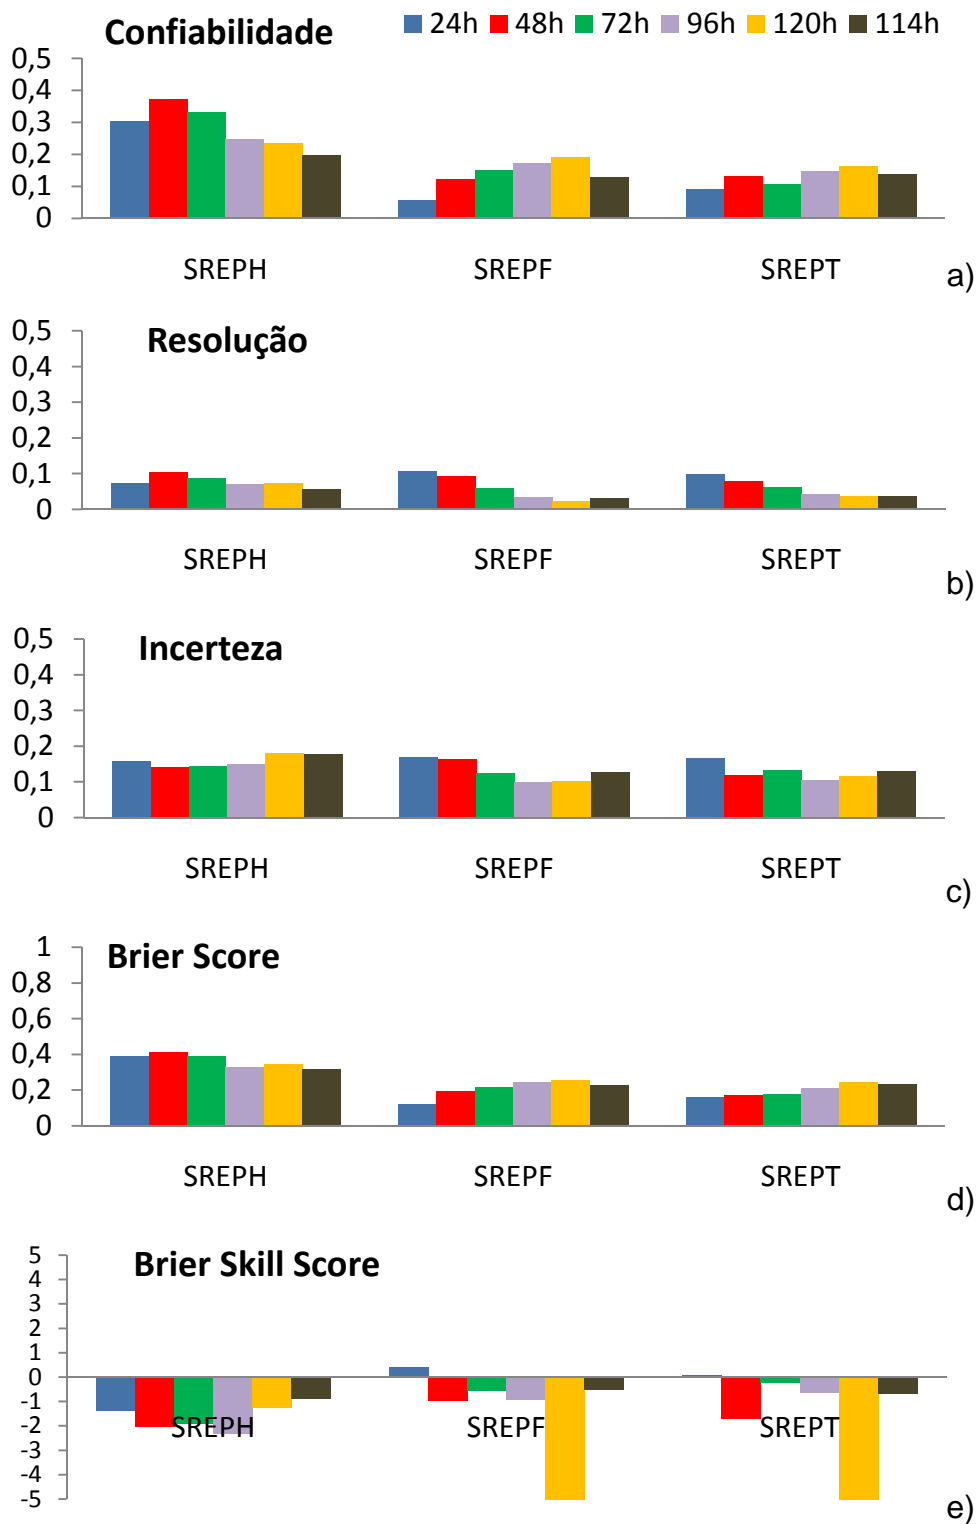 Confiabilidade
24h 48h 72h 96h 120h 114h
0,5
0,4
0,3
0,2
0,1
0
SREPH SREPF SREPT
a)
Resolução
0,5
0,4
0,3
0,2
0,1
0
SREPH SREPF SREPT
b)
Incerteza
0,5
0,4
0,3
0,2
0,1
0
SREPH SREPF SREPT
c)
Brier Score
1
0,8
0,6
0,4
0,2
0
SREPH SREPF SREPT
d)
Brier Skill Score
5
4
3
2
1
0
-1
-2
-3
-4
-5
SREPH SREPF SREPT
e)